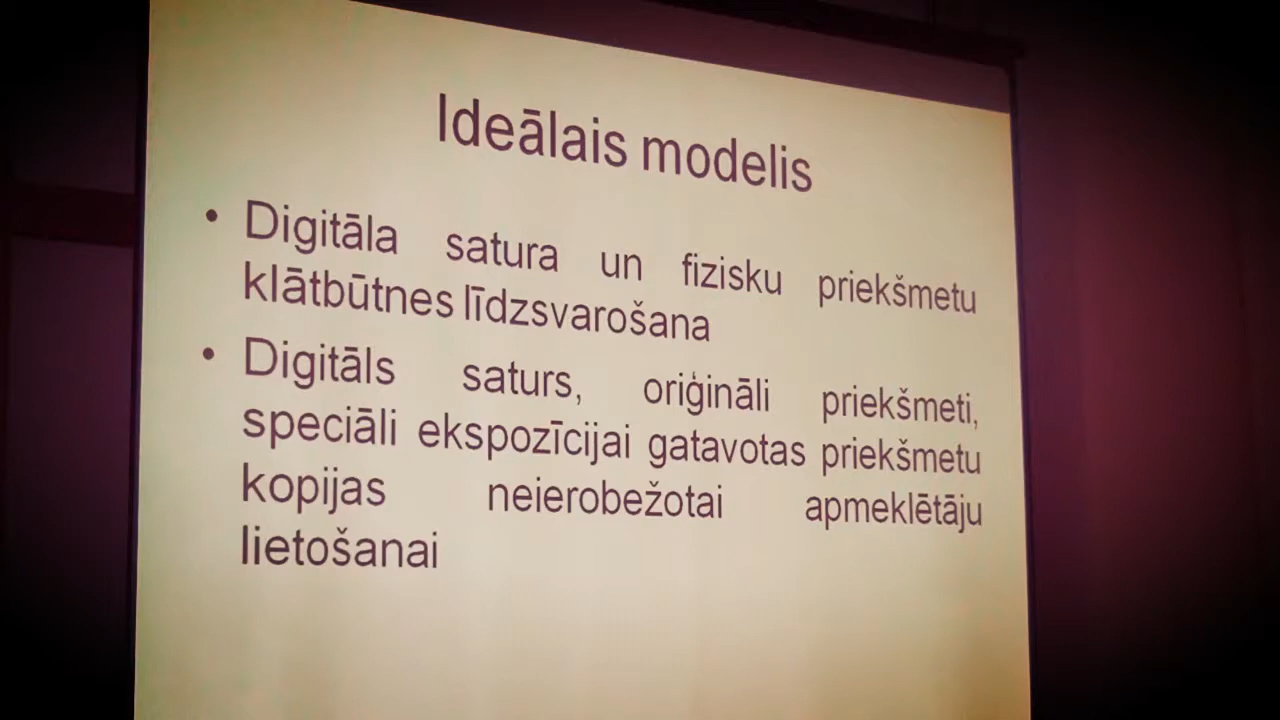 Ideālais modelis
• Digitāla satura un fizisku priekšmetu
klātbūtnes līdzsvarošana
• Digitāls saturs, oriģināli priekšmeti,
speciāli ekspozīcijai gatavotas priekšmetu
kopijas neierobežotai apmeklētāju
lietošanai